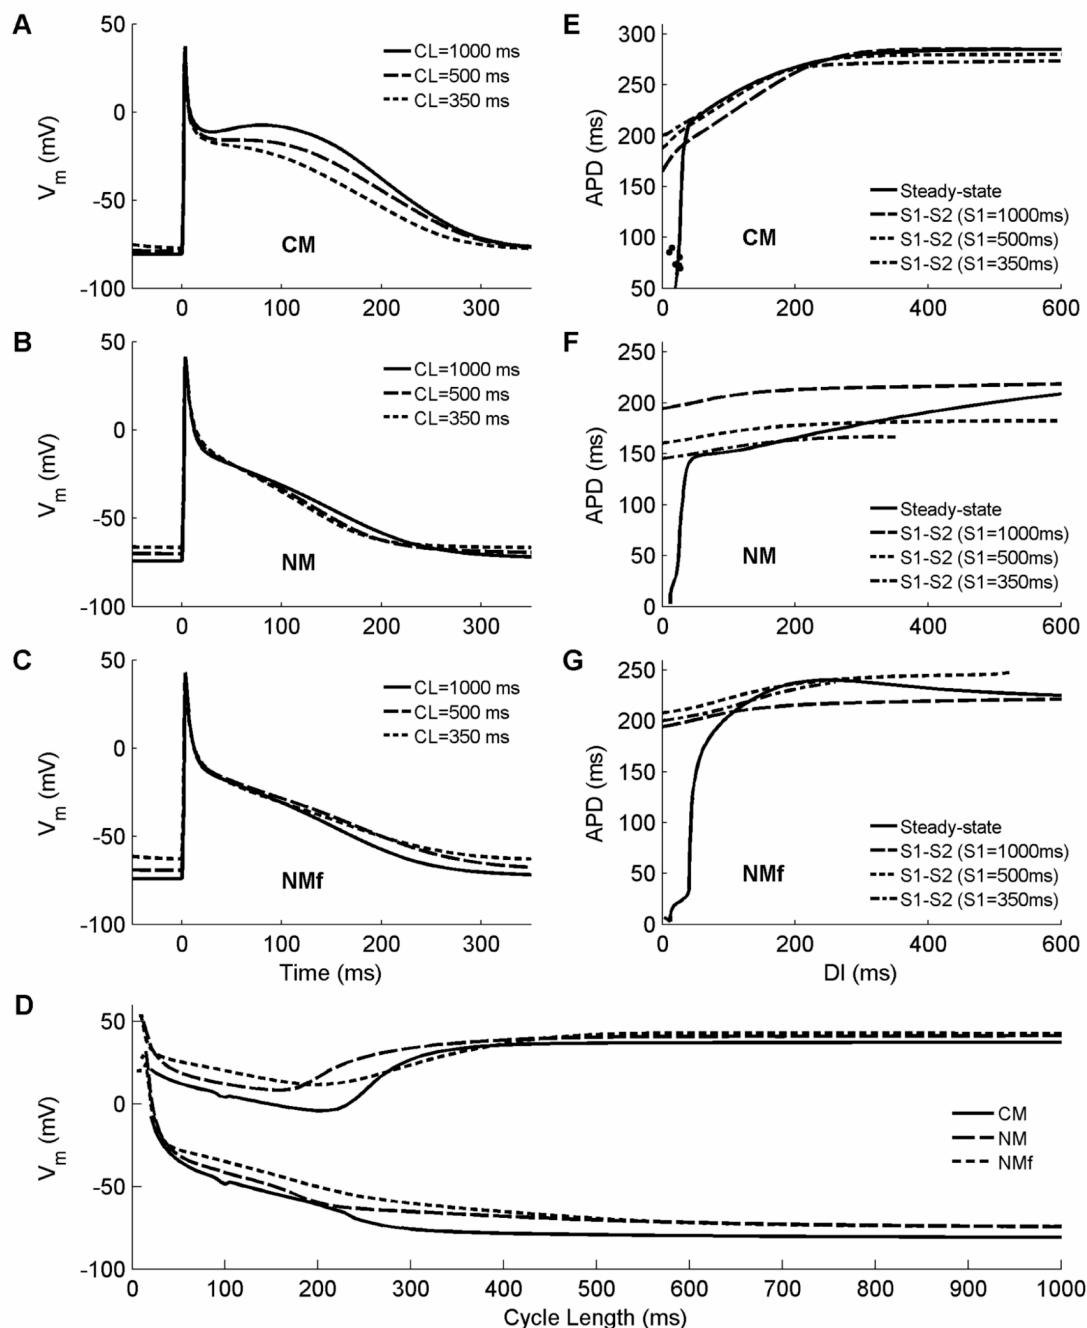 A
50
0
-50
-100
V_m (mV)
CL=1000 ms
CL=500 ms
CL=350 ms
CM
0 100 200 300
B
50
0
-50
-100
V_m (mV)
CL=1000 ms
CL=500 ms
CL=350 ms
NM
0 100 200 300
C
50
0
-50
-100
V_m (mV)
CL=1000 ms
CL=500 ms
CL=350 ms
NMf
0 100 200 300
Time (ms)
E
300
250
200
150
100
50
APD (ms)
Steady-state
S1-S2 (S1=1000ms)
S1-S2 (S1=500ms)
S1-S2 (S1=350ms)
CM
0 200 400 600
F
250
200
150
100
50
0
APD (ms)
Steady-state
S1-S2 (S1=1000ms)
S1-S2 (S1=500ms)
S1-S2 (S1=350ms)
NM
0 200 400 600
G
250
200
150
100
50
0
APD (ms)
Steady-state
S1-S2 (S1=1000ms)
S1-S2 (S1=500ms)
S1-S2 (S1=350ms)
NMf
0 200 400 600
DI (ms)
D
50
0
-50
-100
V_m (mV)
CM
NM
NMf
0 100 200 300 400 500 600 700 800 900 1000
Cycle Length (ms)